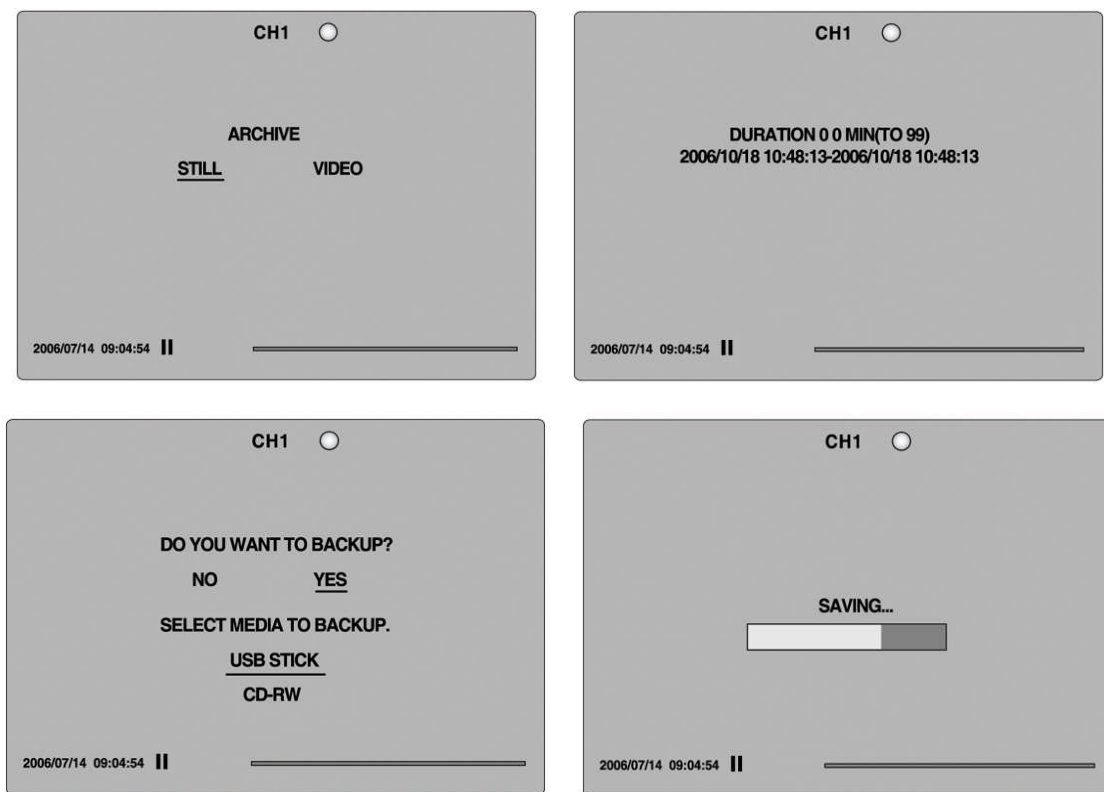 CH1
ARCHIVE
STILL VIDEO
2006/07/14 09:04:54
CH1
DURATION 0 0 MIN(TO 99)
2006/10/18 10:48:13-2006/10/18 10:48:13
2006/07/14 09:04:54
CH1
DO YOU WANT TO BACKUP?
NO YES
SELECT MEDIA TO BACKUP.
USB STICK
CD-RW
2006/07/14 09:04:54
CH1
SAVING...
2006/07/14 09:04:54